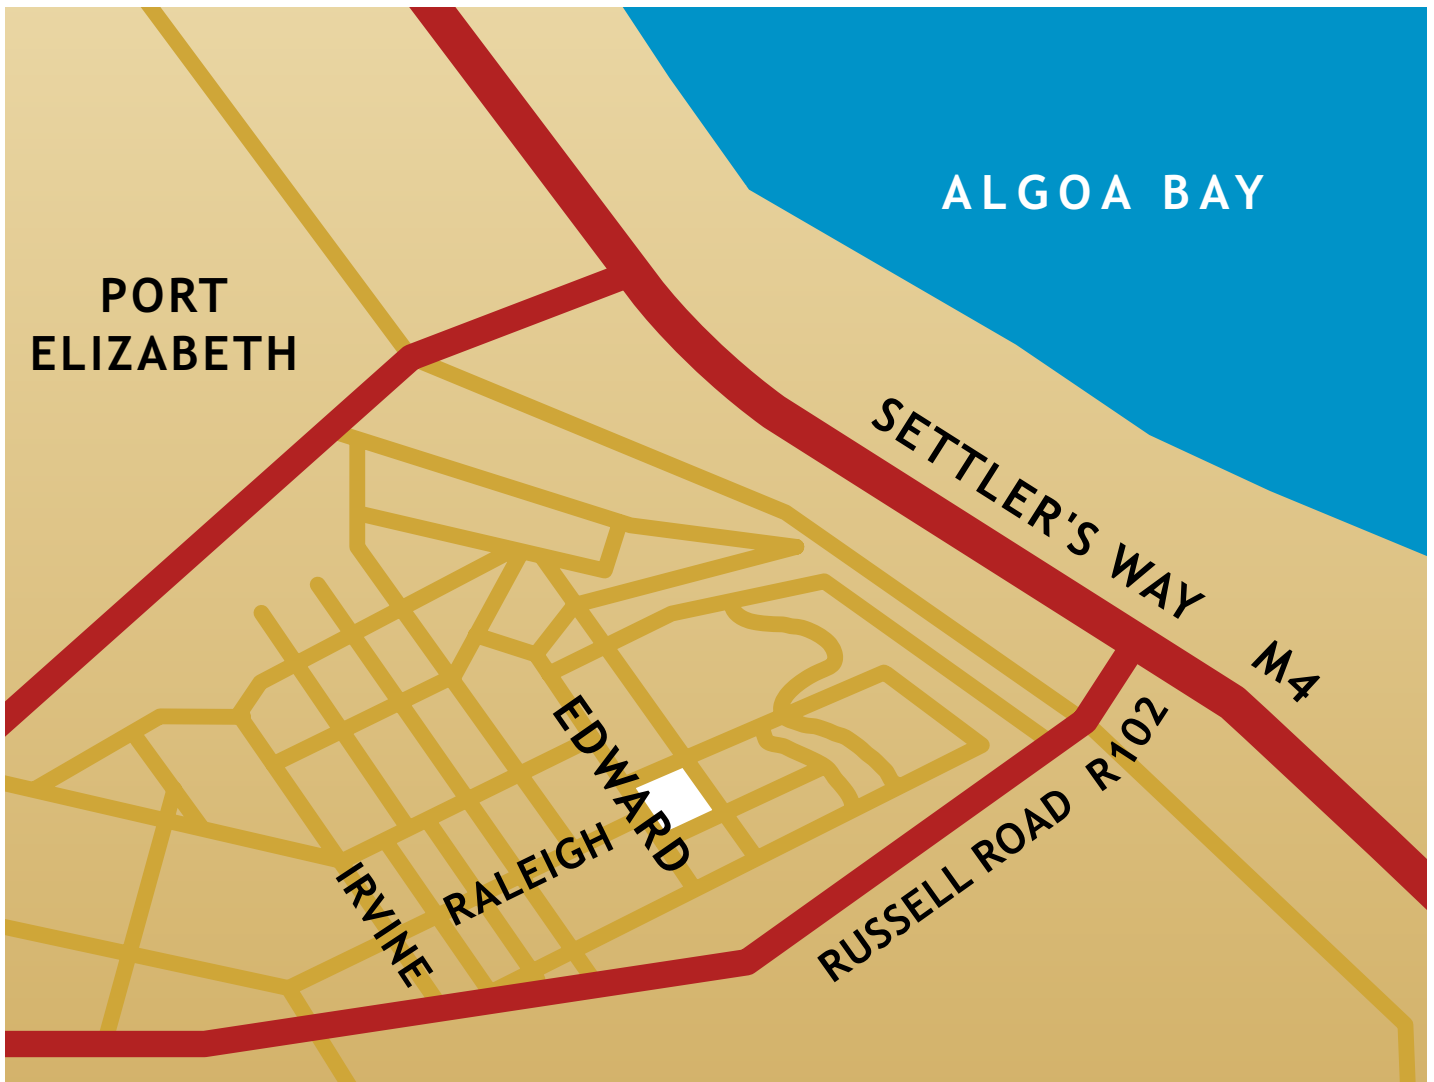 ALGOA BAY
PORT
ELIZABETH
SETTLER'S WAY M4
RUSSELL ROAD R102
EDWARD
RALEIGH
IRVINE